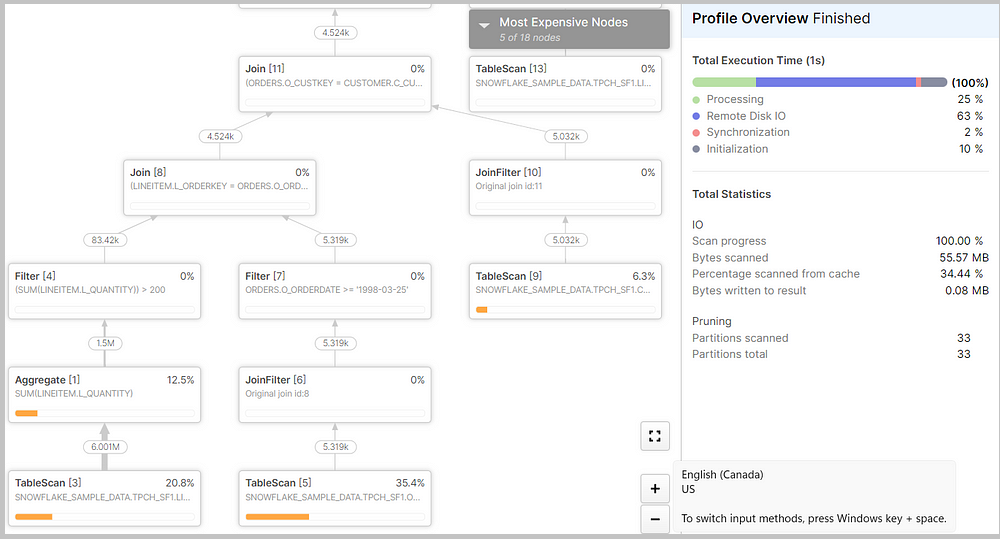 4.524k
Most Expensive Nodes
5 of 18 nodes
Join [11] 0%
(ORDERS.O_CUSTKEY = CUSTOMER.C_CU...
TableScan [13] 0%
SNOWFLAKE_SAMPLE_DATA.TPCH_SF1.LI...
4.524k
5.032k
Join [8] 0%
(LINEITEM.L_ORDERKEY = ORDERS.O_ORD...
JoinFilter [10] 0%
Original join id:11
83.42k
5.319k
5.032k
Filter [4] 0%
(SUM(LINEITEM.L_QUANTITY)) > 200
Filter [7] 0%
ORDERS.O_ORDERDATE >= '1998-03-25'
TableScan [9] 6.3%
SNOWFLAKE_SAMPLE_DATA.TPCH_SF1.C...
1.5M
5.319k
Aggregate [1] 12.5%
SUM(LINEITEM.L_QUANTITY)
JoinFilter [6] 0%
Original join id:8
6.001M
5.319k
TableScan [3] 20.8%
SNOWFLAKE_SAMPLE_DATA.TPCH_SF1.LI...
TableScan [5] 35.4%
SNOWFLAKE_SAMPLE_DATA.TPCH_SF1.O...
+
−
Profile Overview Finished
Total Execution Time (1s)
(100%)
Processing 25 %
Remote Disk IO 63 %
Synchronization 2 %
Initialization 10 %
Total Statistics
IO
Scan progress 100.00 %
Bytes scanned 55.57 MB
Percentage scanned from cache 34.44 %
Bytes written to result 0.08 MB
Pruning
Partitions scanned 33
Partitions total 33
English (Canada)
US
To switch input methods, press Windows key + space.